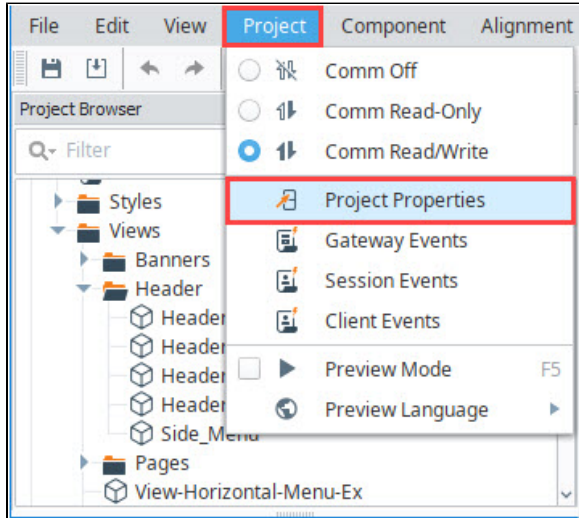 File Edit View Project Component Alignment
Project Browser
Filter
Styles
Views
Banners
Header
Header
Header
Header
Header
Side_Menu
Pages
View-Horizontal-Menu-Ex
Comm Off
Comm Read-Only
Comm Read/Write
Project Properties
Gateway Events
Session Events
Client Events
Preview Mode F5
Preview Language